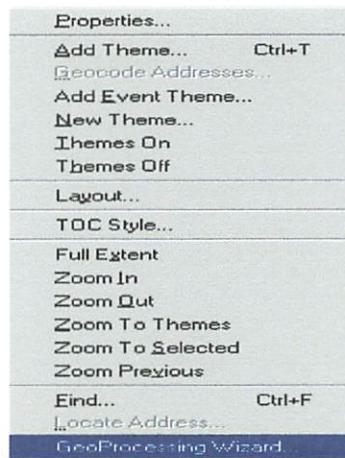 Properties...
Add Theme... Ctrl+T
Geocode Addresses...
Add Event Theme...
New Theme...
Themes On
Themes Off
Layout...
TOC Style...
Full Extent
Zoom In
Zoom Out
Zoom To Themes
Zoom To Selected
Zoom Previous
Find... Ctrl+F
Locate Address...
GeoProcessing Wizard...